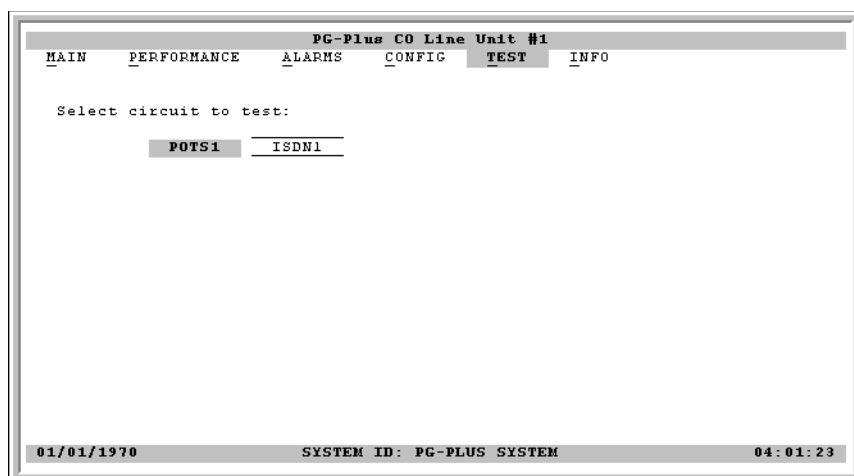 PG-Plus CO Line Unit #1
MAIN PERFORMANCE ALARMS CONFIG TEST INFO
Select circuit to test:
POTS1 ISDN1
01/01/1970 SYSTEM ID: PG-PLUS SYSTEM 04:01:23